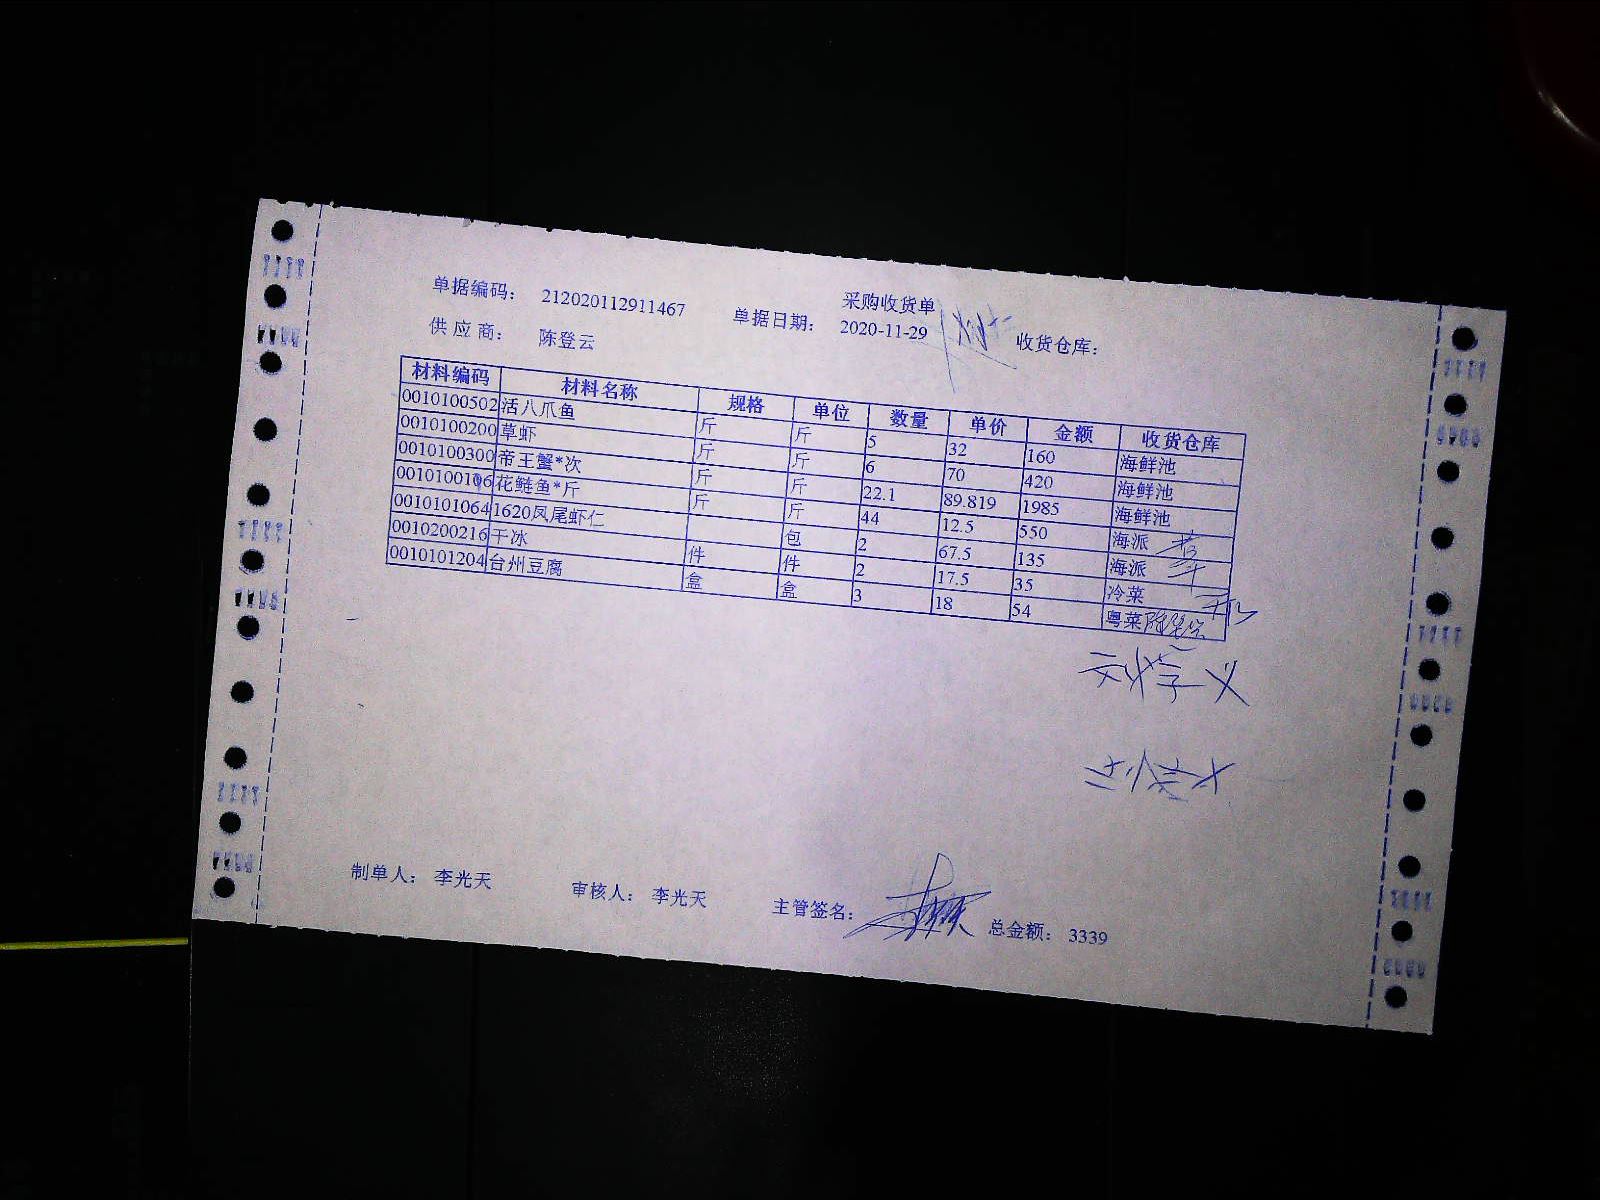 采购收货单
单据编码： 212020112911467 单据日期： 2020-11-29 收货仓库：
供应商： 陈登云
材料编码 材料名称 规格 单位 数量 单价 金额 收货仓库
0010100502 活八爪鱼 斤 斤 5 32 160 海鲜池
0010100200 草虾 斤 斤 6 70 420 海鲜池
0010100300 帝王蟹*次 斤 斤 22.1 89.819 1985 海鲜池
0010100106 花鲢鱼*斤 斤 斤 44 12.5 550 海派
0010101064 1620凤尾虾仁 包 2 67.5 135 海派
0010200216 干冰 件 件 2 17.5 35 冷菜
0010101204 台州豆腐 盒 盒 3 18 54 粤菜
制单人： 李光天 审核人： 李光天 主管签名： 总金额： 3339